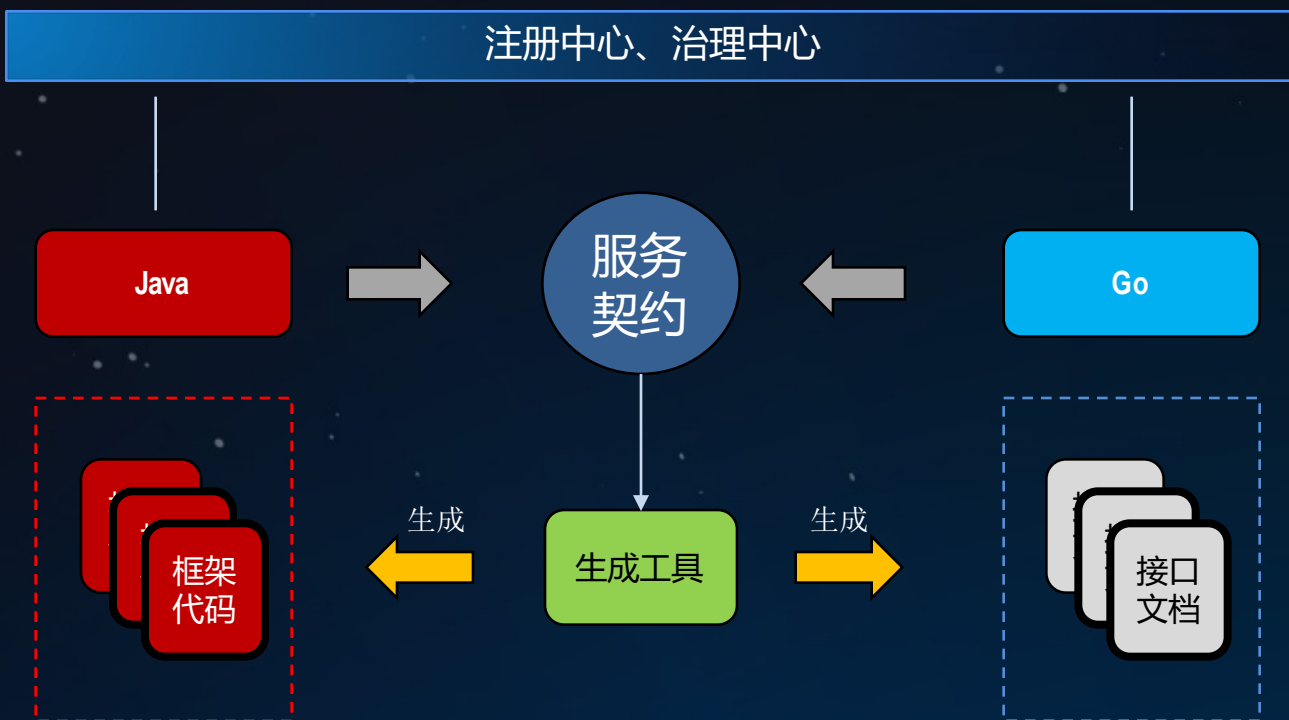 注册中心、治理中心
Java
服务
契约
Go
生成
生成
生成工具
框架
代码
接口
文档